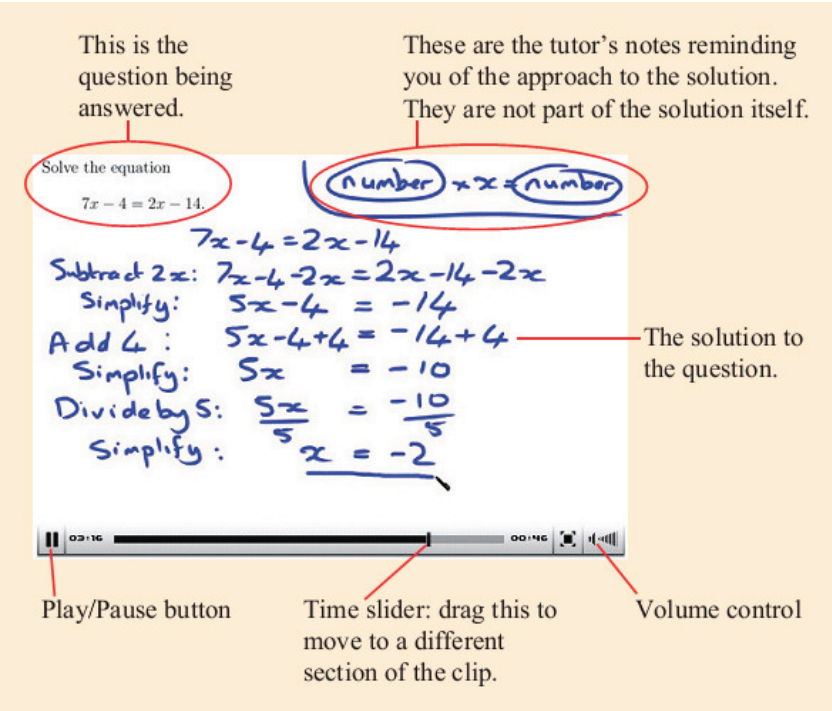 This is the
question being
answered.
These are the tutor's notes reminding
you of the approach to the solution.
They are not part of the solution itself.
Solve the equation
7x − 4 = 2x − 14.
number × x = number
7x-4=2x-14
Subtract 2x: 7x-4-2x=2x-14-2x
Simplify: 5x-4 = -14
Add 4 : 5x-4+4 = -14+4
Simplify: 5x = -10
Divide by 5: 5x/5 = -10/5
Simplify: x = -2
The solution to
the question.
03:16
00:46
Play/Pause button
Time slider: drag this to
move to a different
section of the clip.
Volume control